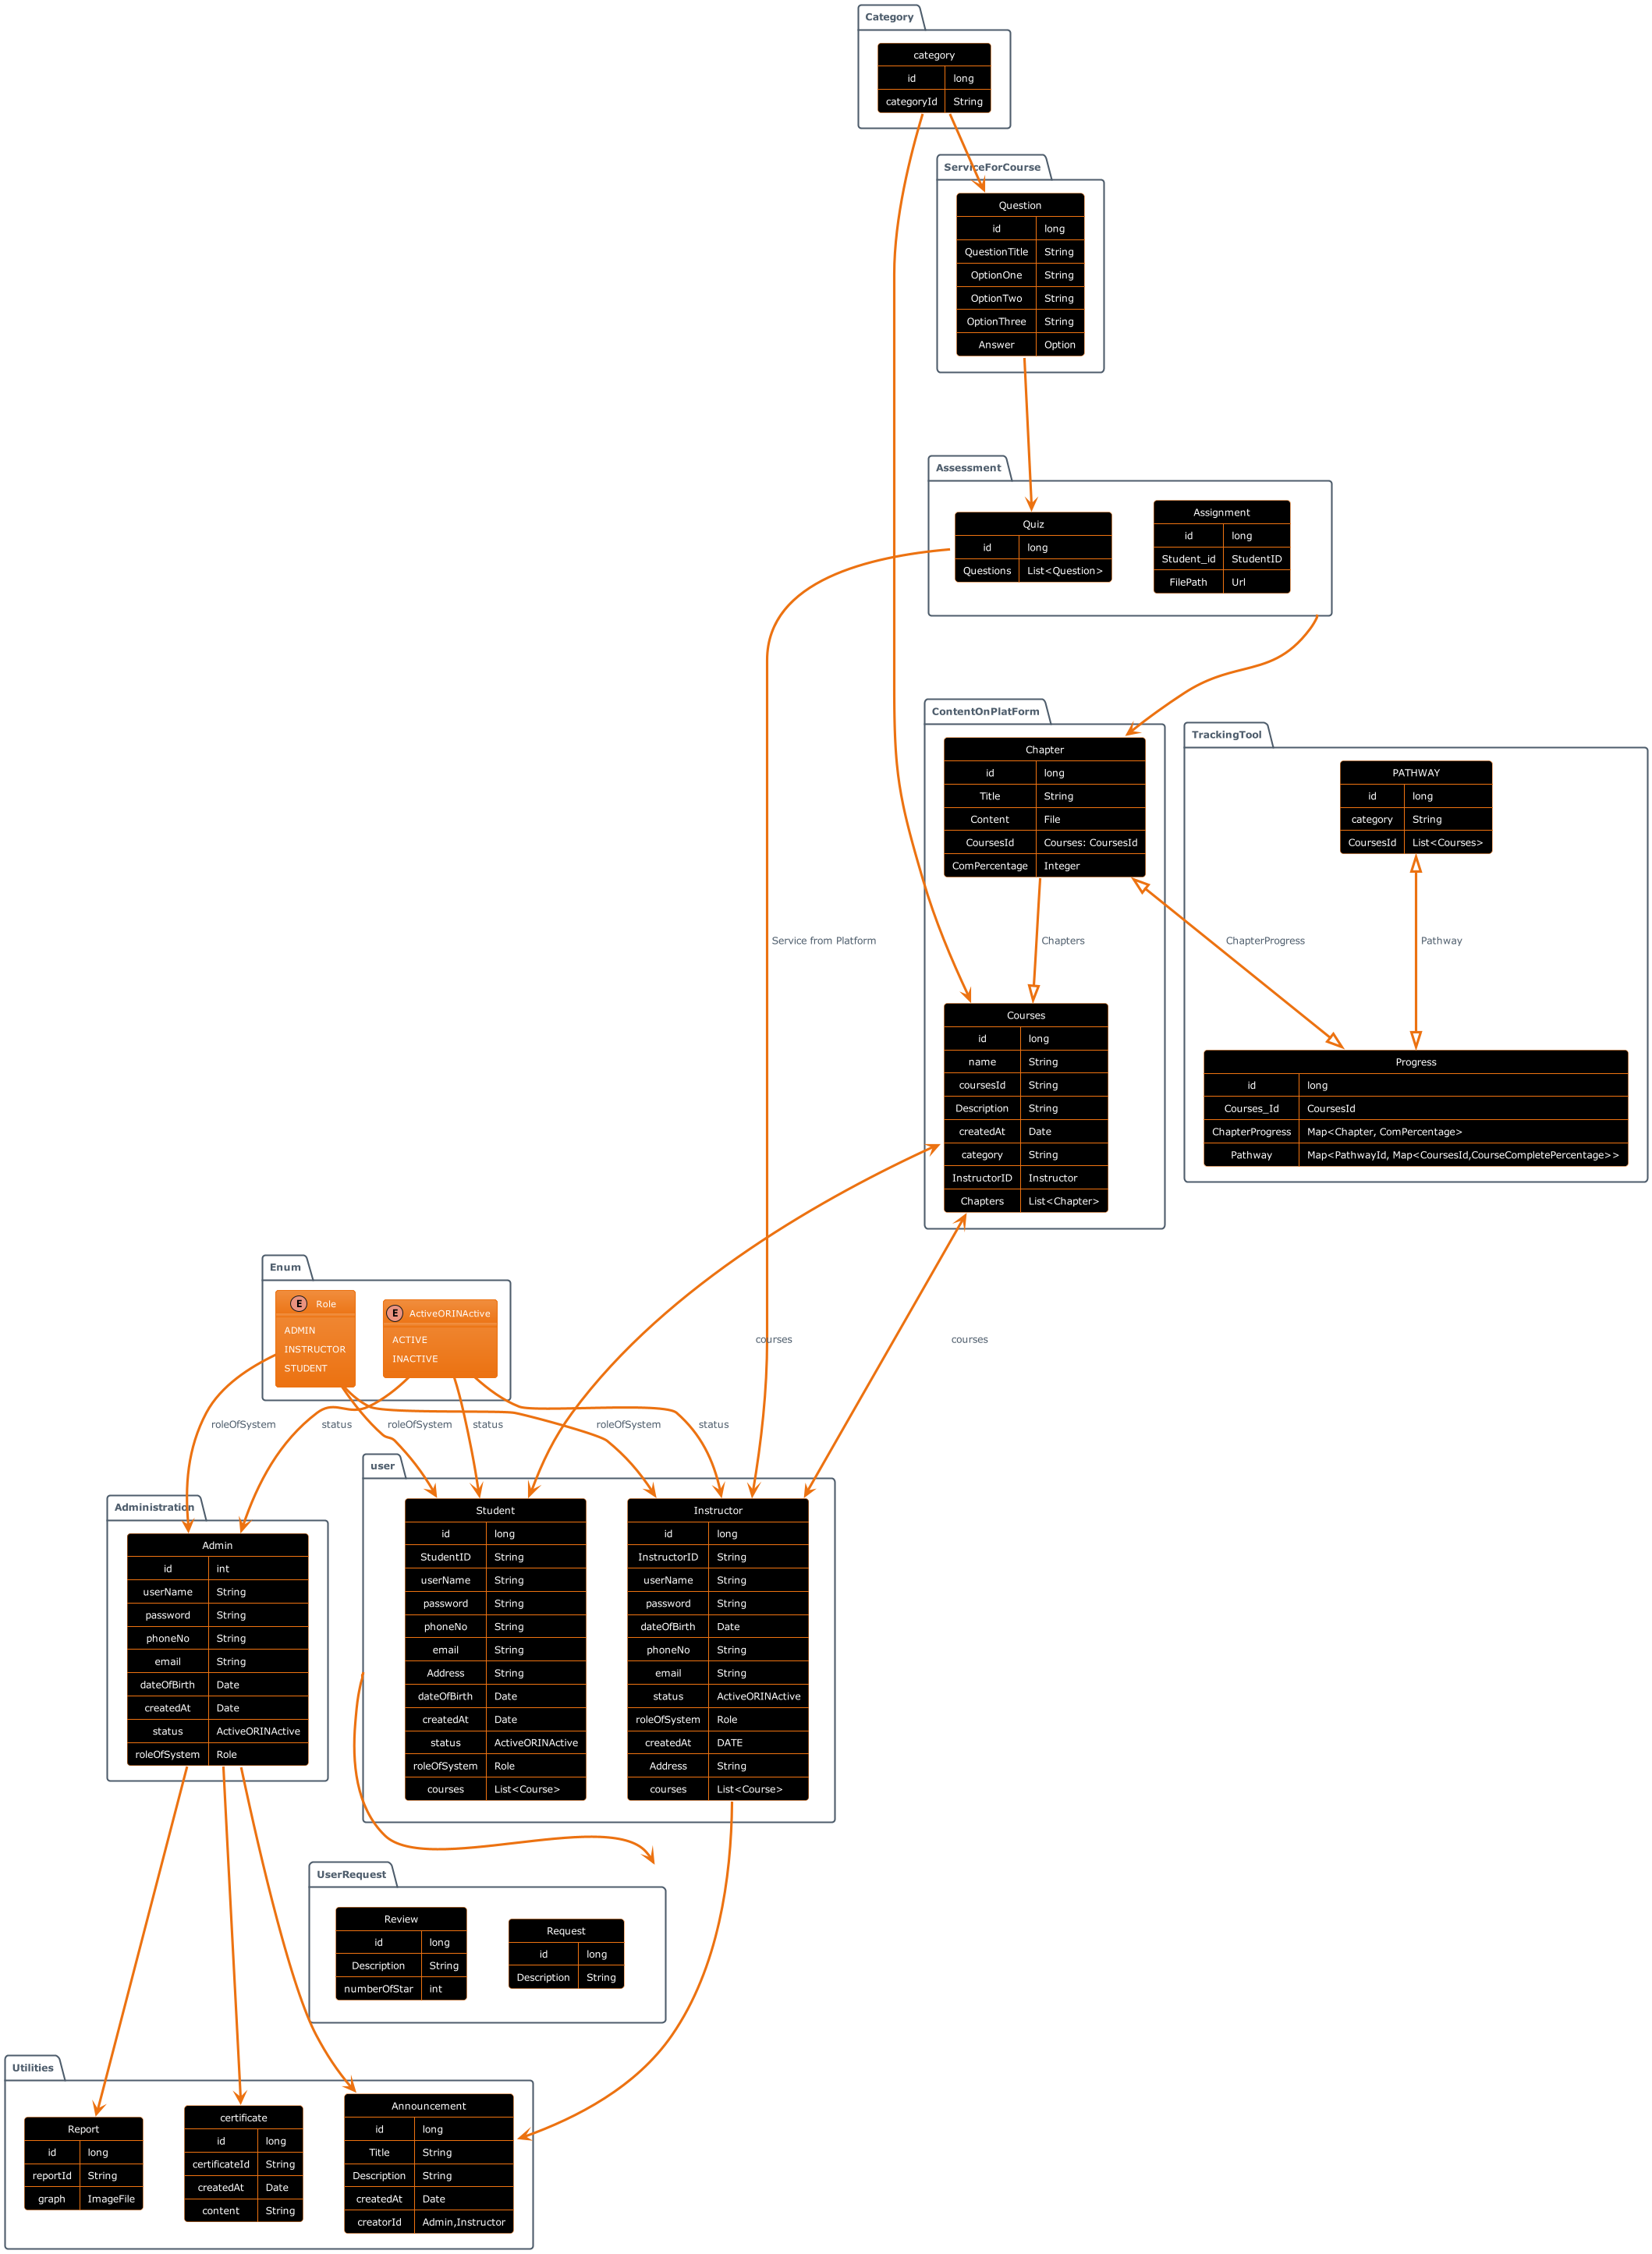 Category
category
id long
categoryId String
ServiceForCourse
Question
id long
QuestionTitle String
OptionOne String
OptionTwo String
OptionThree String
Answer Option
Assessment
Quiz
id long
Questions List<Question>
Assignment
id long
Student_id StudentID
FilePath Url
ContentOnPlatForm
Chapter
id long
Title String
Content File
CoursesId Courses: CoursesId
ComPercentage Integer
TrackingTool
PATHWAY
id long
category String
CoursesId List<Courses>
Service from Platform
Chapters
ChapterProgress
Pathway
Courses
id long
name String
coursesId String
Description String
createdAt Date
category String
InstructorID Instructor
Chapters List<Chapter>
Progress
id long
Courses_Id CoursesId
ChapterProgress Map<Chapter, ComPercentage>
Pathway Map<PathwayId, Map<CoursesId,CourseCompletePercentage>>
Enum
E Role
ADMIN
INSTRUCTOR
STUDENT
E ActiveORINActive
ACTIVE
INACTIVE
courses
courses
roleOfSystem
status
roleOfSystem
status
roleOfSystem
status
Administration
Admin
id int
userName String
password String
phoneNo String
email String
dateOfBirth Date
createdAt Date
status ActiveORINActive
roleOfSystem Role
user
Student
id long
StudentID String
userName String
password String
phoneNo String
email String
Address String
dateOfBirth Date
createdAt Date
status ActiveORINActive
roleOfSystem Role
courses List<Course>
Instructor
id long
InstructorID String
userName String
password String
dateOfBirth Date
phoneNo String
email String
status ActiveORINActive
roleOfSystem Role
createdAt DATE
Address String
courses List<Course>
UserRequest
Review
id long
Description String
numberOfStar int
Request
id long
Description String
Utilities
Report
id long
reportId String
graph ImageFile
certificate
id long
certificateId String
createdAt Date
content String
Announcement
id long
Title String
Description String
createdAt Date
creatorId Admin,Instructor